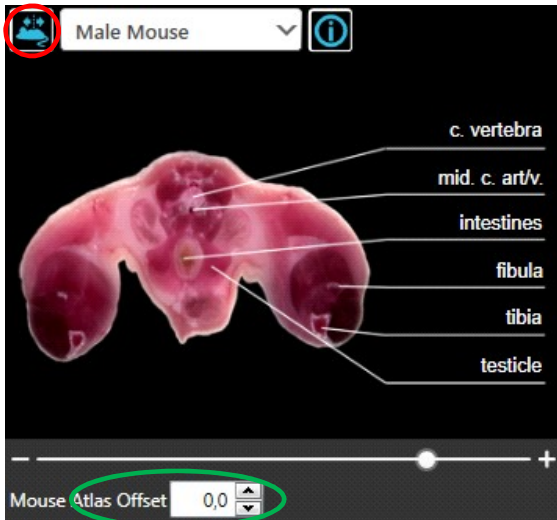 Male Mouse
c. vertebra
mid. c. art/v.
intestines
fibula
tibia
testicle
Mouse Atlas Offset 0,0